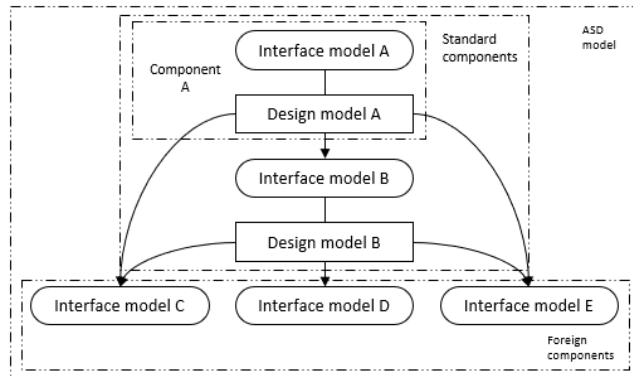 ASD
model
Standard
components
Interface model A
Component
A
Design model A
Interface model B
Design model B
Interface model C
Interface model D
Interface model E
Foreign
components